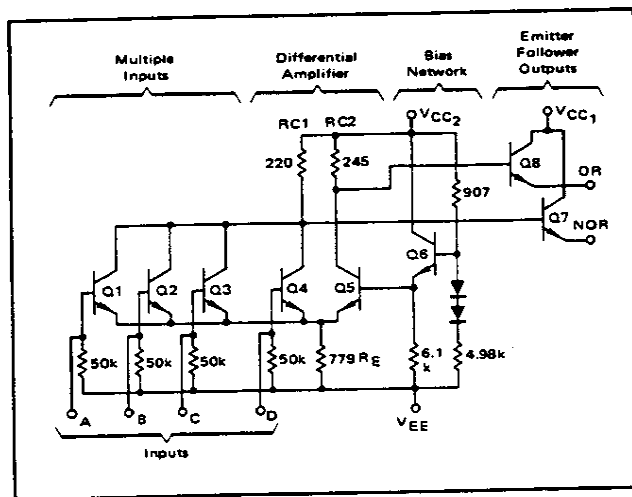 Multiple
Inputs
Differential
Amplifier
Bias
Network
Emitter
Follower
Outputs
RC1
RC2
VCC2
VCC1
220
245
907
Q8
OR
Q7
NOR
Q6
Q1
Q2
Q3
Q4
Q5
50k
50k
50k
50k
779 RE
6.1
k
4.98k
A
B
C
D
VEE
Inputs